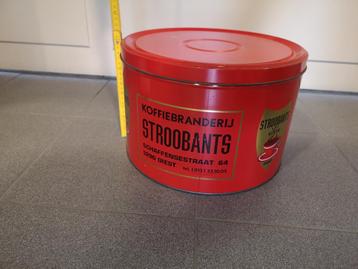 KOFFIEBRANDERIJ
STROOBANTS
SCHAFFENSESTRAAT 64
3290 DIEST
STROOBANTS